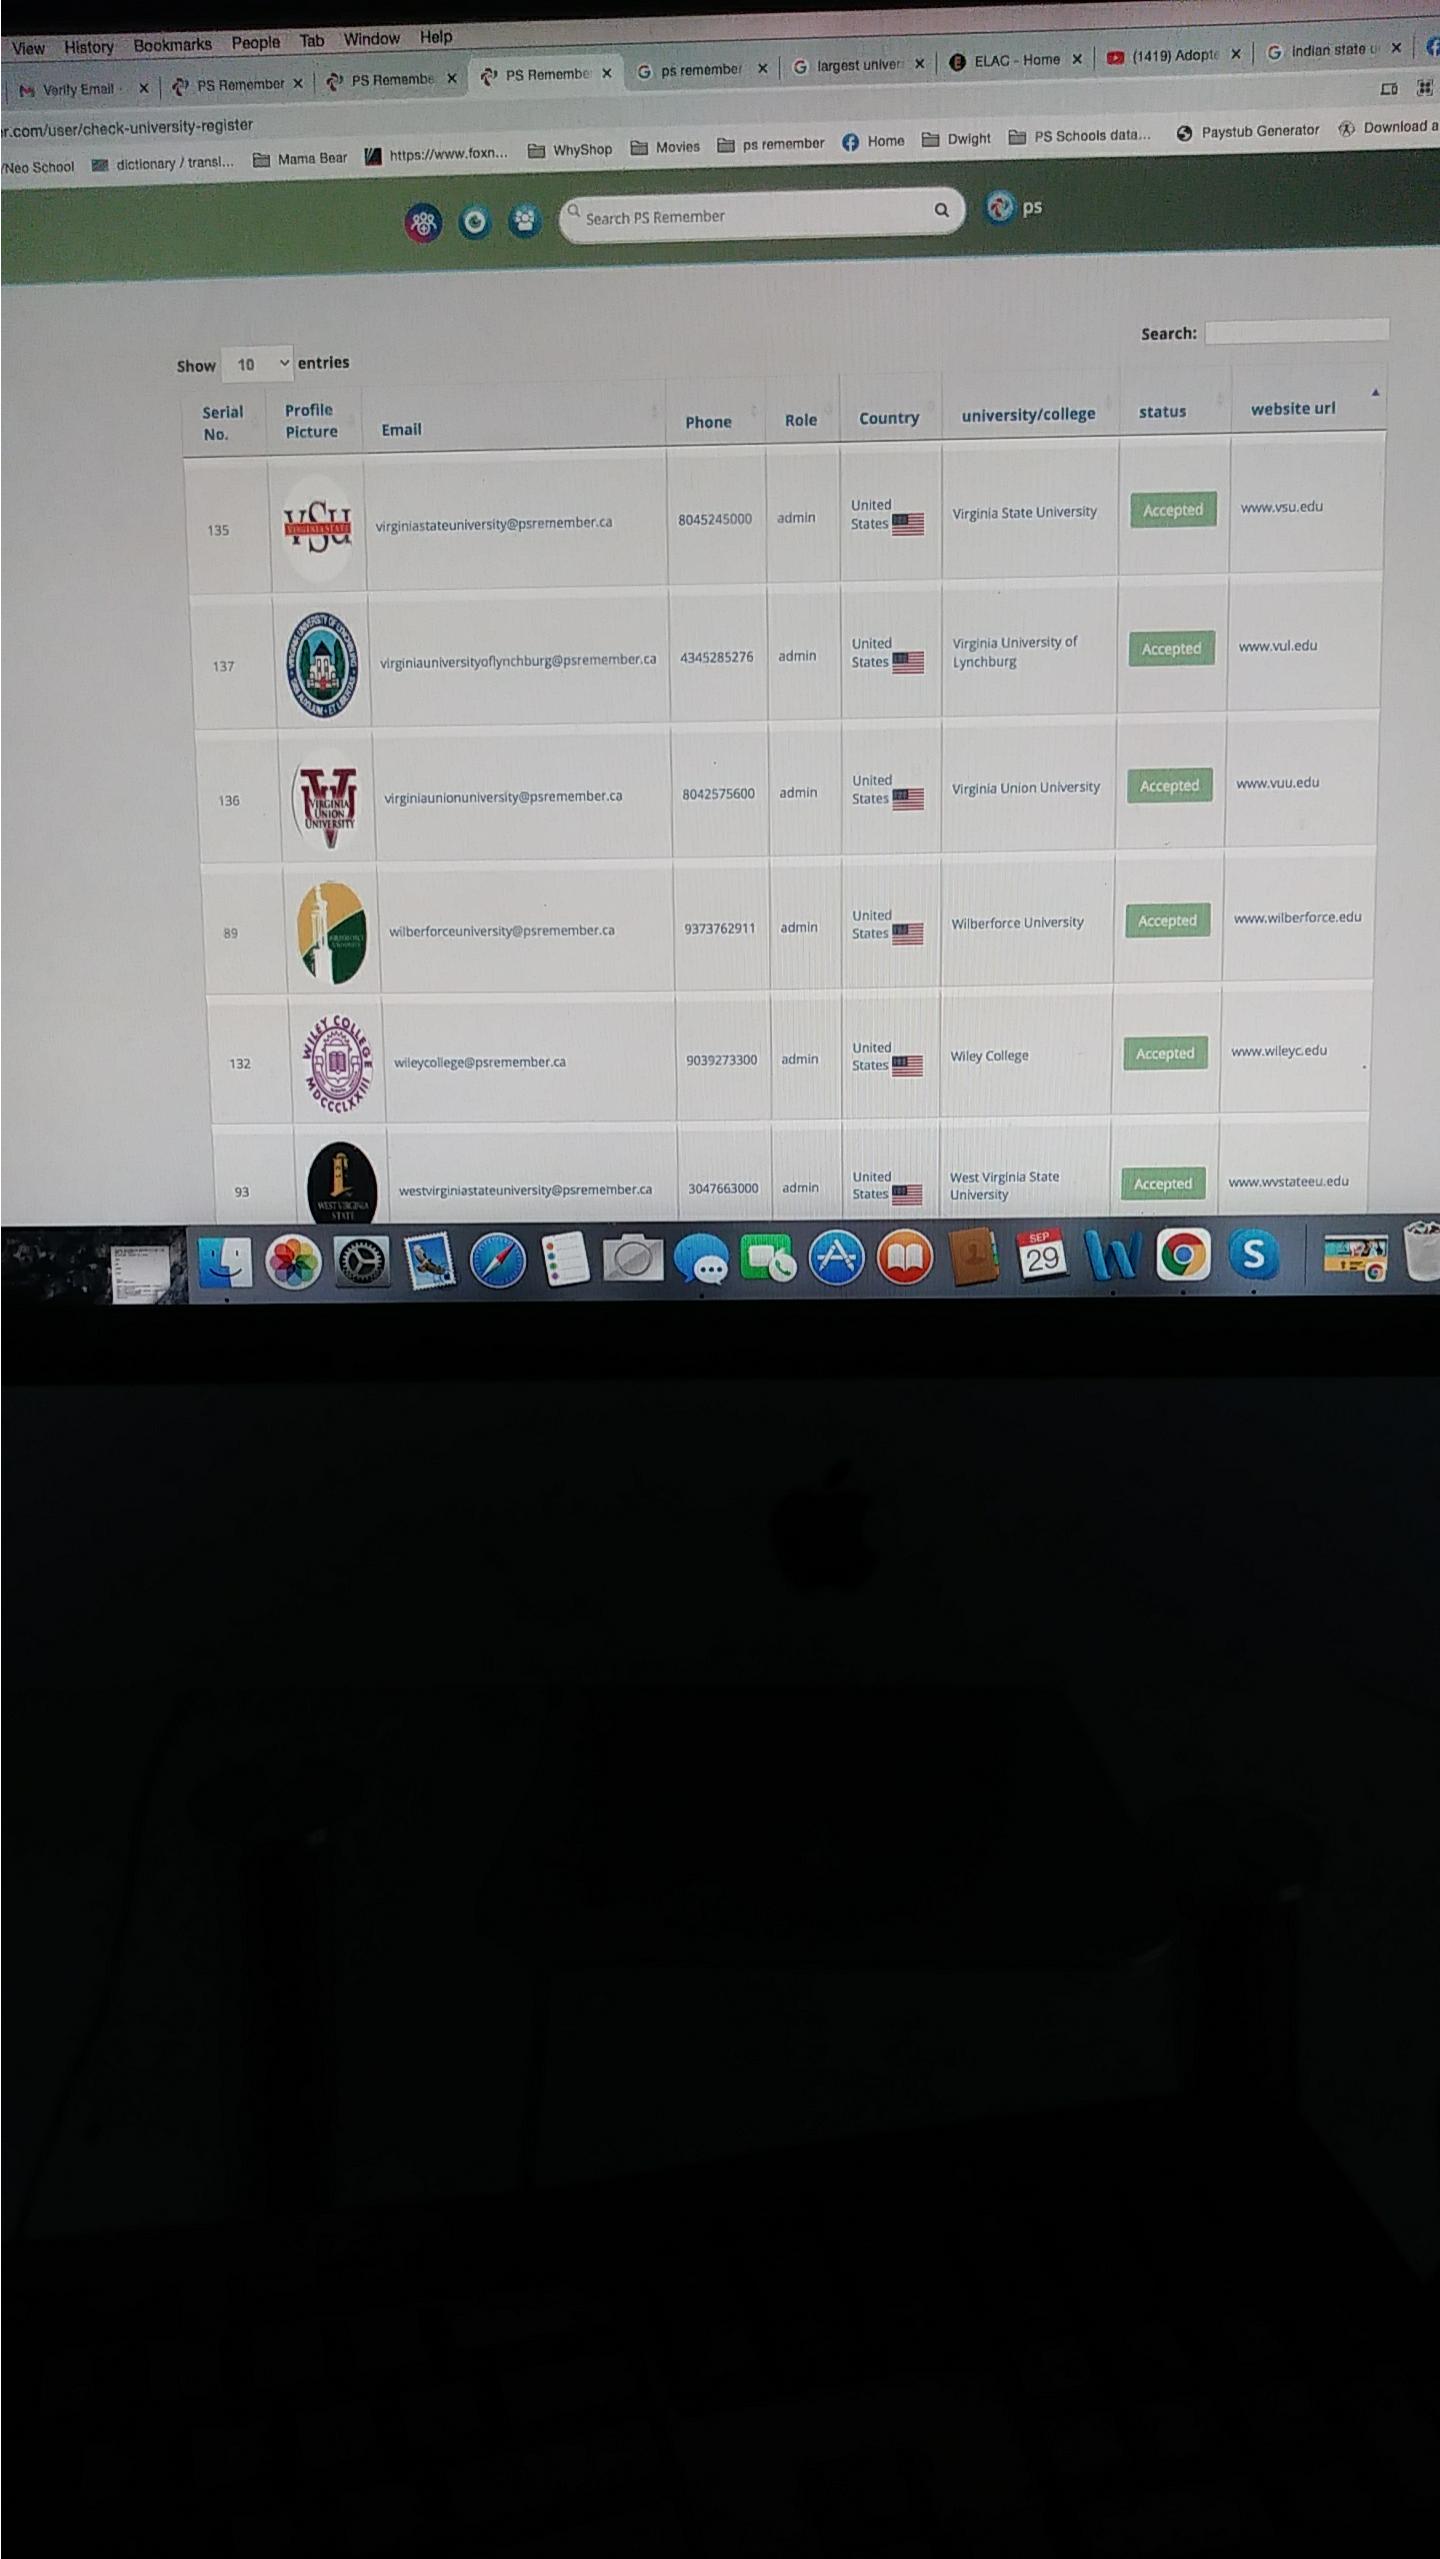 View History Bookmarks People Tab Window Help
Verify Email - × PS Remember × PS Remembe × PS Remember × ps remember × largest univer × ELAC - Home × (1419) Adopte × Indian state u ×
r.com/user/check-university-register
/Neo School dictionary / transl... Mama Bear https://www.foxn... WhyShop Movies ps remember Home Dwight PS Schools data... Paystub Generator Download a
Search PS Remember ps
Search:
Show 10 entries
Serial No. Profile Picture Email Phone Role Country university/college status website url
135 VSU VIRGINIA STATE virginiastateuniversity@psremember.ca 8045245000 admin United States Virginia State University Accepted www.vsu.edu
137 virginiauniversityoflynchburg@psremember.ca 4345285276 admin United States Virginia University of Lynchburg Accepted www.vul.edu
136 VIRGINIA UNION UNIVERSITY virginiaunionuniversity@psremember.ca 8042575600 admin United States Virginia Union University Accepted www.vuu.edu
89 wilberforceuniversity@psremember.ca 9373762911 admin United States Wilberforce University Accepted www.wilberforce.edu
132 WILEY COLLEGE MDCCCLXXIII wileycollege@psremember.ca 9039273300 admin United States Wiley College Accepted www.wileyc.edu
93 WEST VIRGINIA STATE westvirginiastateuniversity@psremember.ca 3047663000 admin United States West Virginia State University Accepted www.wvstateeu.edu
SEP
29